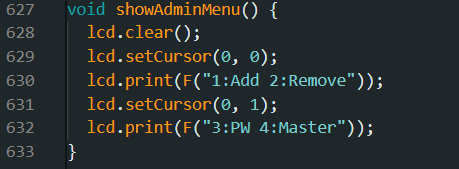 627 void showAdminMenu() {
628   lcd.clear();
629   lcd.setCursor(0, 0);
630   lcd.print(F("1:Add 2:Remove"));
631   lcd.setCursor(0, 1);
632   lcd.print(F("3:PW 4:Master"));
633 }